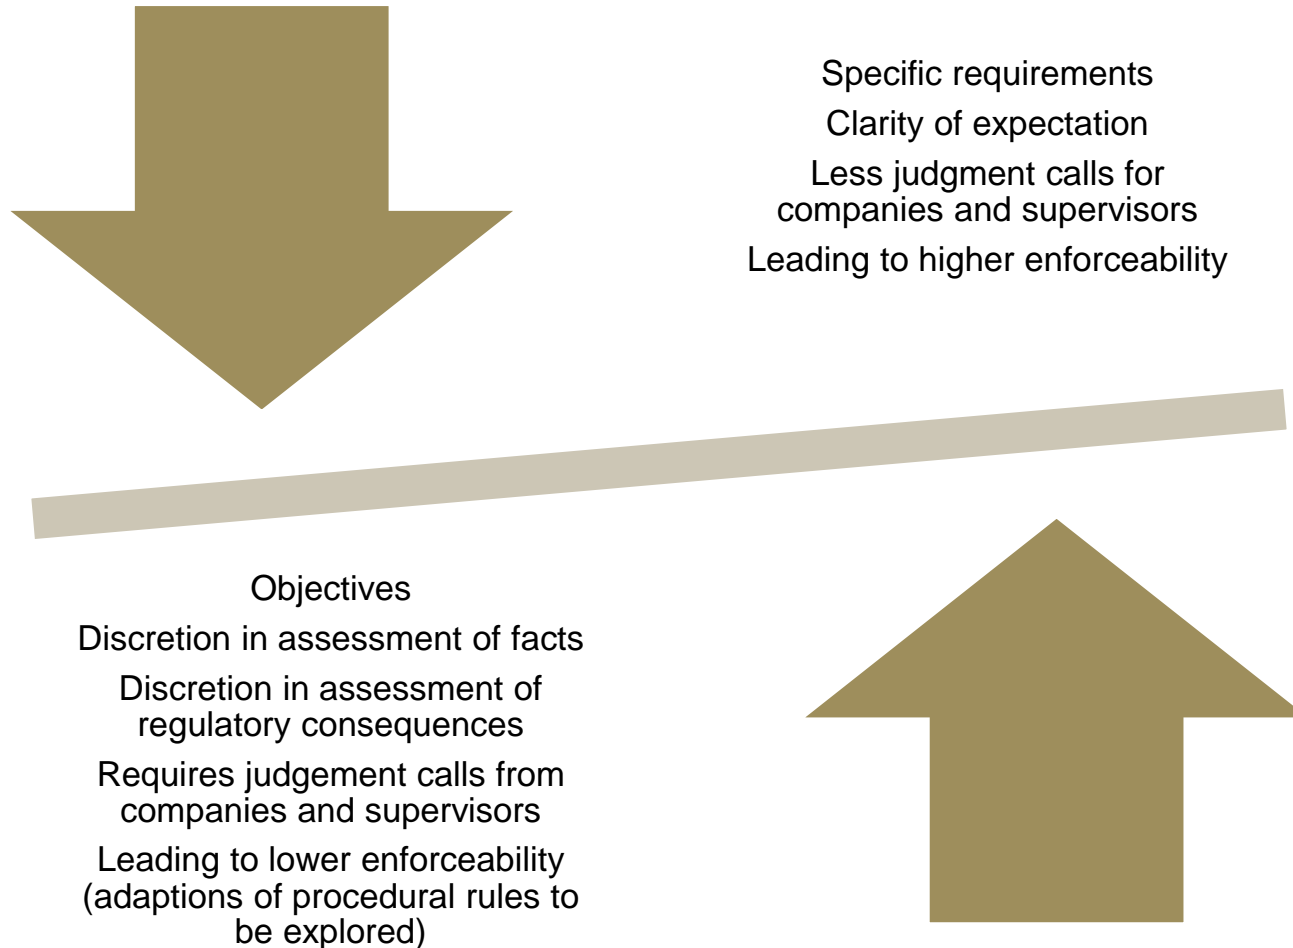 Specific requirements
Clarity of expectation
Less judgment calls for
companies and supervisors
Leading to higher enforceability
Objectives
Discretion in assessment of facts
Discretion in assessment of
regulatory consequences
Requires judgement calls from
companies and supervisors
Leading to lower enforceability
(adaptions of procedural rules to
be explored)